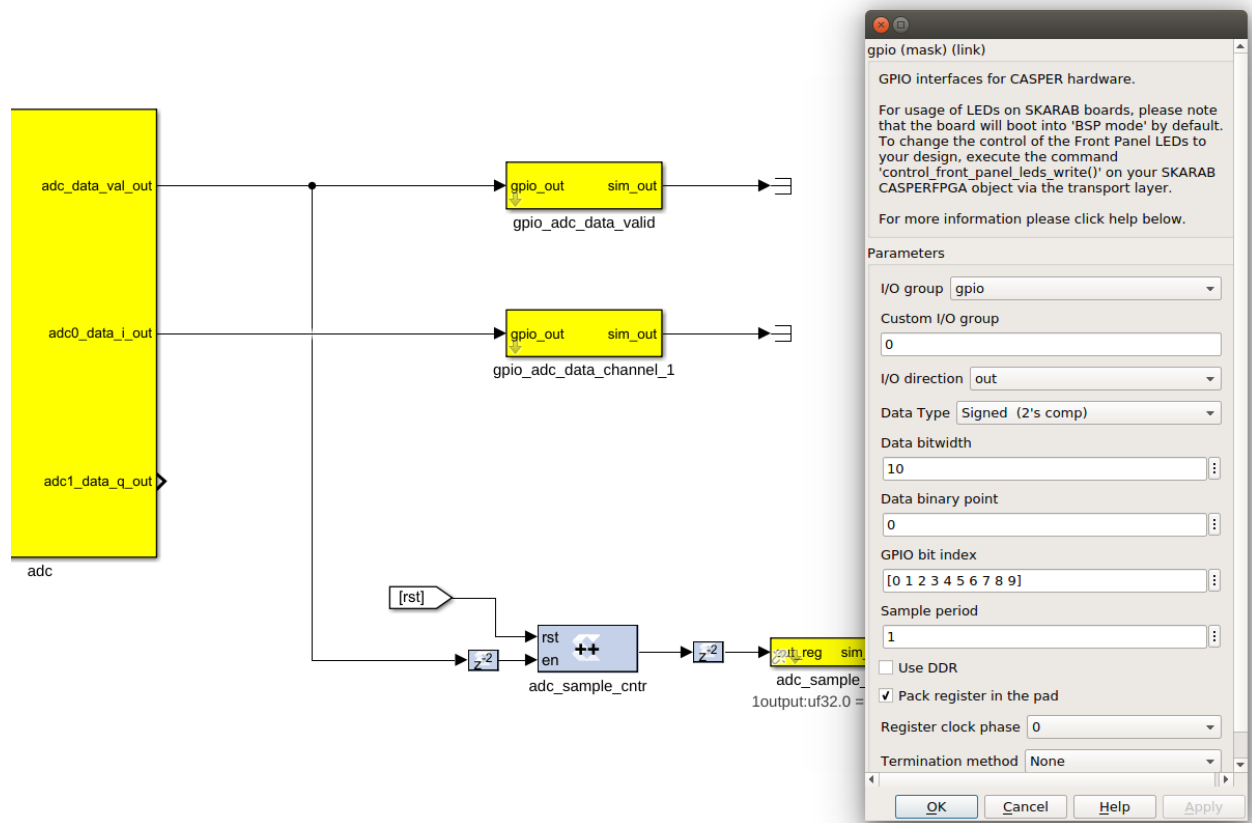 adc_data_val_out
gpio_out
sim_out
gpio_adc_data_valid
adc0_data_i_out
gpio_out
sim_out
gpio_adc_data_channel_1
adc1_data_q_out
adc
[rst]
rst
en
++
z-2
adc_sample_cntr
z-2
sim_
adc_sample_
1output:uf32.0 =
gpio (mask) (link)
GPIO interfaces for CASPER hardware.
For usage of LEDs on SKARAB boards, please note
that the board will boot into 'BSP mode' by default.
To change the control of the Front Panel LEDs to
your design, execute the command
'control_front_panel_leds_write()' on your SKARAB
CASPERFPGA object via the transport layer.
For more information please click help below.
Parameters
I/O group gpio
Custom I/O group
0
I/O direction out
Data Type Signed (2's comp)
Data bitwidth
10
Data binary point
0
GPIO bit index
[0 1 2 3 4 5 6 7 8 9]
Sample period
1
Use DDR
Pack register in the pad
Register clock phase 0
Termination method None
OK Cancel Help Apply